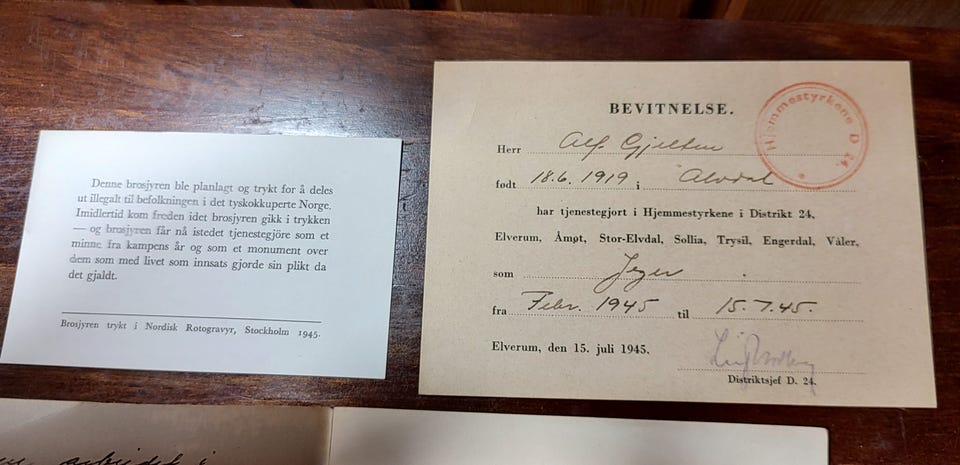 Denne brosjyren ble planlagt og trykt for å deles
ut illegalt til befolkningen i det tyskokkuperte Norge.
Imidlertid kom freden idet brosjyren gikk i trykken
— og brosjyren får nå istedet tjenestegjöre som et
minne fra kampens år og som et monument over
dem som med livet som innsats gjorde sin plikt da
det gjaldt.
Brosjyren trykt i Nordisk Rotogravyr, Stockholm 1945.
BEVITNELSE.
Hjemmestyrkene D 24.
Herr Alf Gjelten
født 18.6. 1919 i Alvdal
har tjenestegjort i Hjemmestyrkene i Distrikt 24,
Elverum, Åmot, Stor-Elvdal, Sollia, Trysil, Engerdal, Våler,
som Jeger
fra Febr. 1945 til 15.7.45.
Elverum, den 15. juli 1945.
Distriktsjef D. 24.
arbeidet i